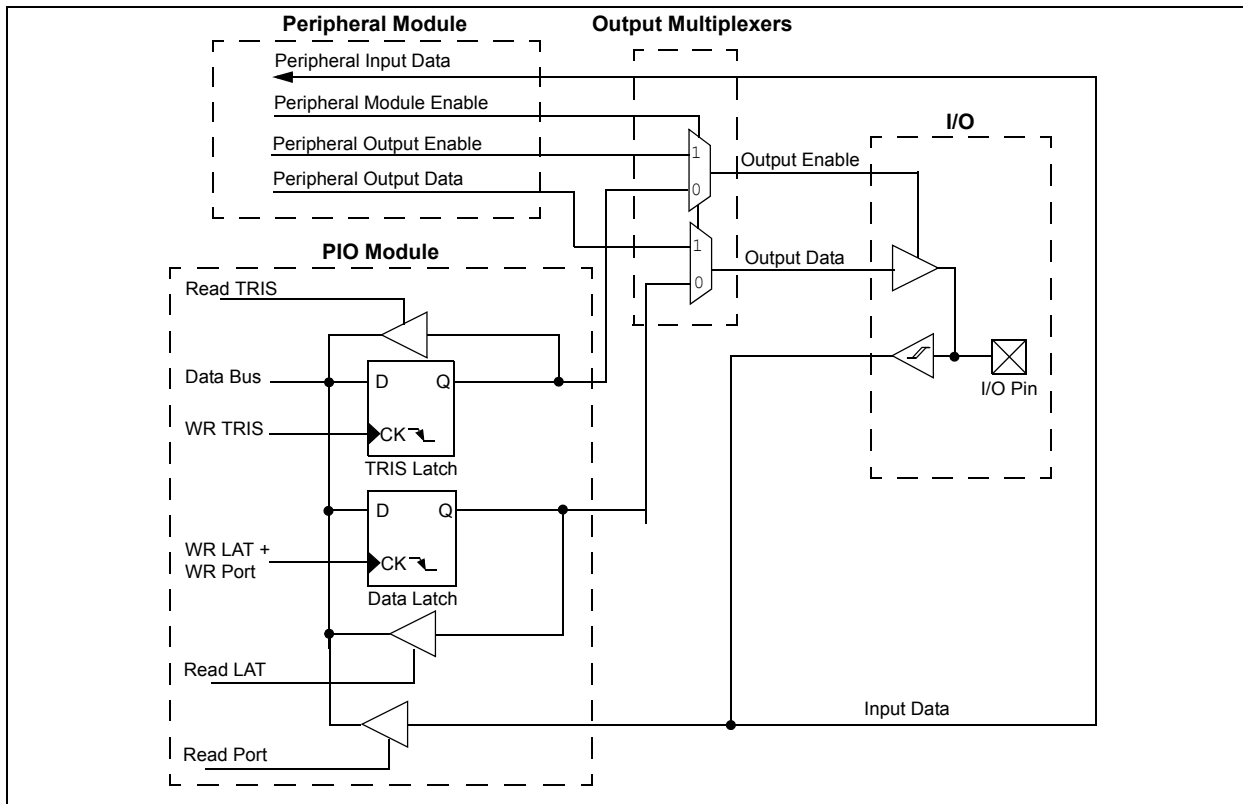 Peripheral Module
Output Multiplexers
Peripheral Input Data
Peripheral Module Enable
Peripheral Output Enable
Peripheral Output Data
1
0
1
0
Output Enable
Output Data
I/O
I/O Pin
PIO Module
Read TRIS
Data Bus
D Q
WR TRIS
CK
TRIS Latch
D Q
WR LAT +
WR Port
CK
Data Latch
Read LAT
Input Data
Read Port